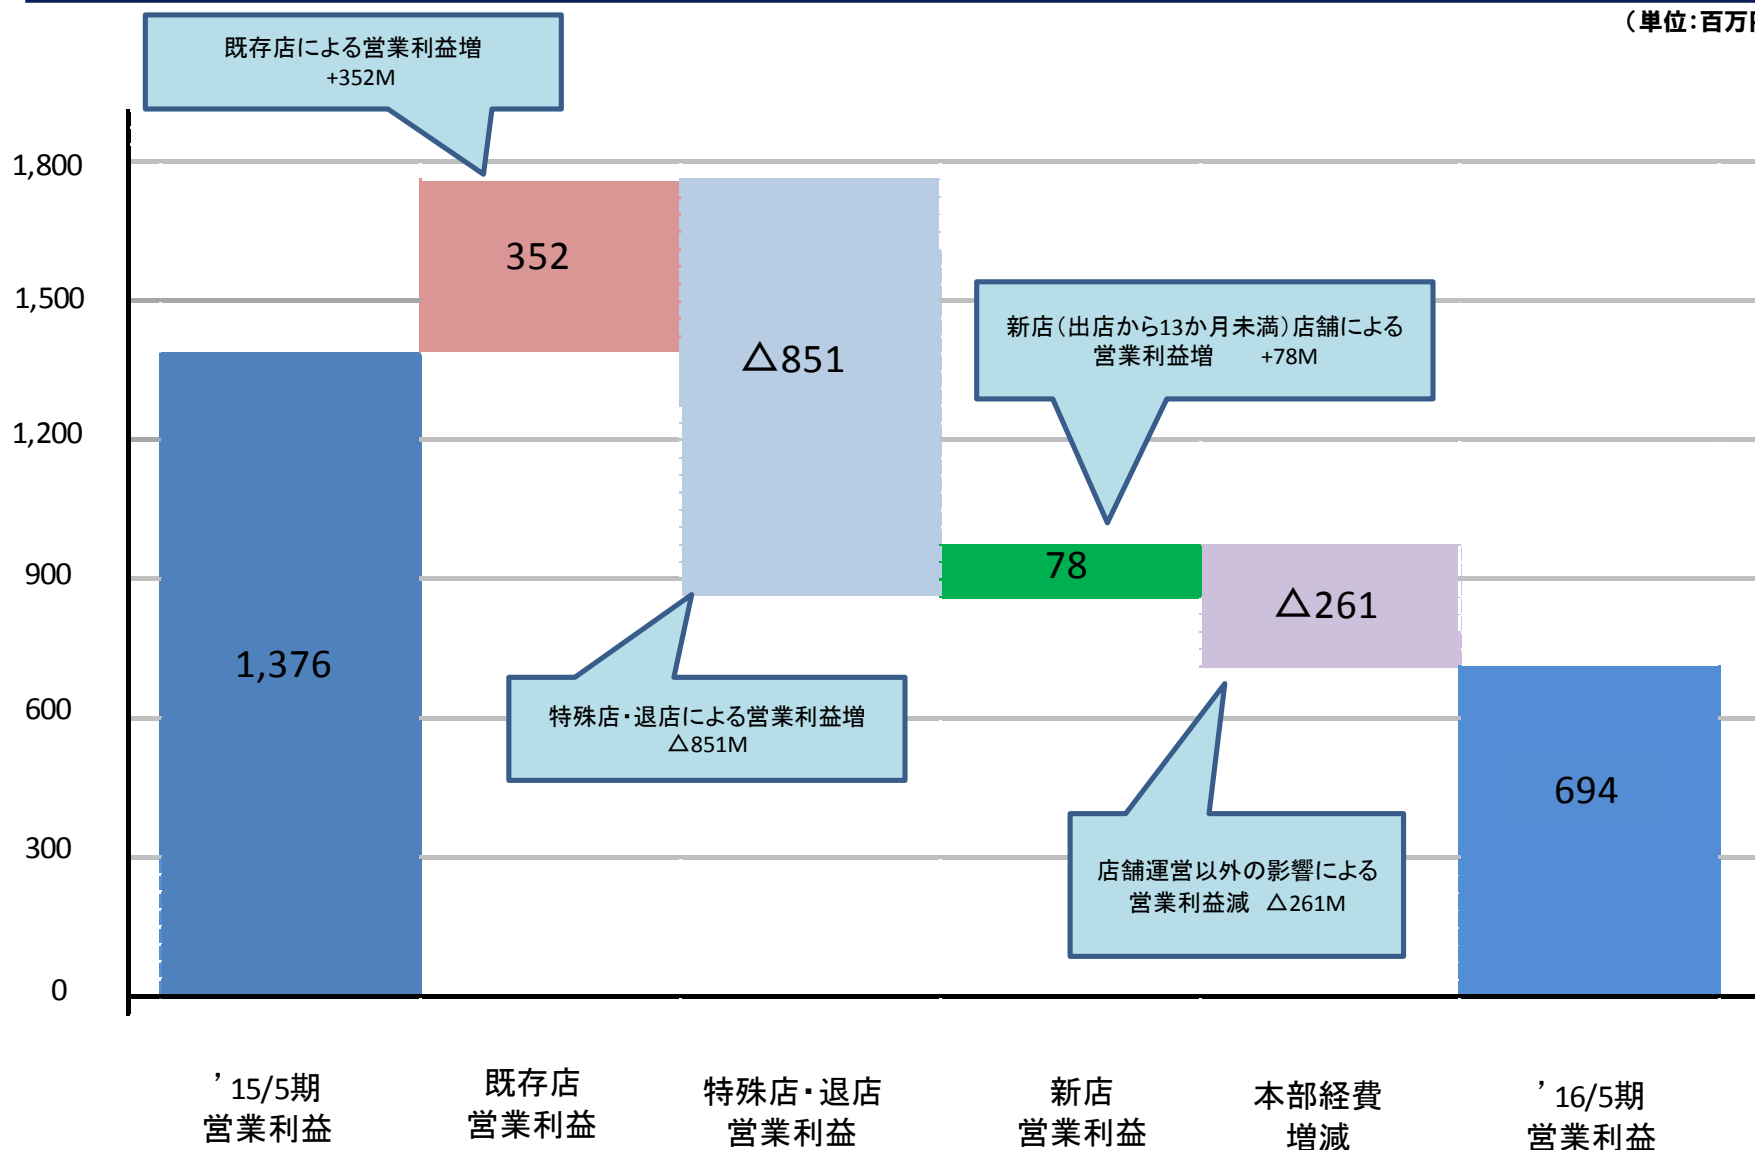 （単位：百万円
既存店による営業利益増
+352M
1,800
1,500
1,200
900
600
300
0
352
△851
新店（出店から13か月未満）店舗による
営業利益増　　+78M
78
△261
1,376
特殊店・退店による営業利益増
△851M
694
店舗運営以外の影響による
営業利益減　△261M
’15/5期
営業利益
既存店
営業利益
特殊店・退店
営業利益
新店
営業利益
本部経費
増減
’16/5期
営業利益